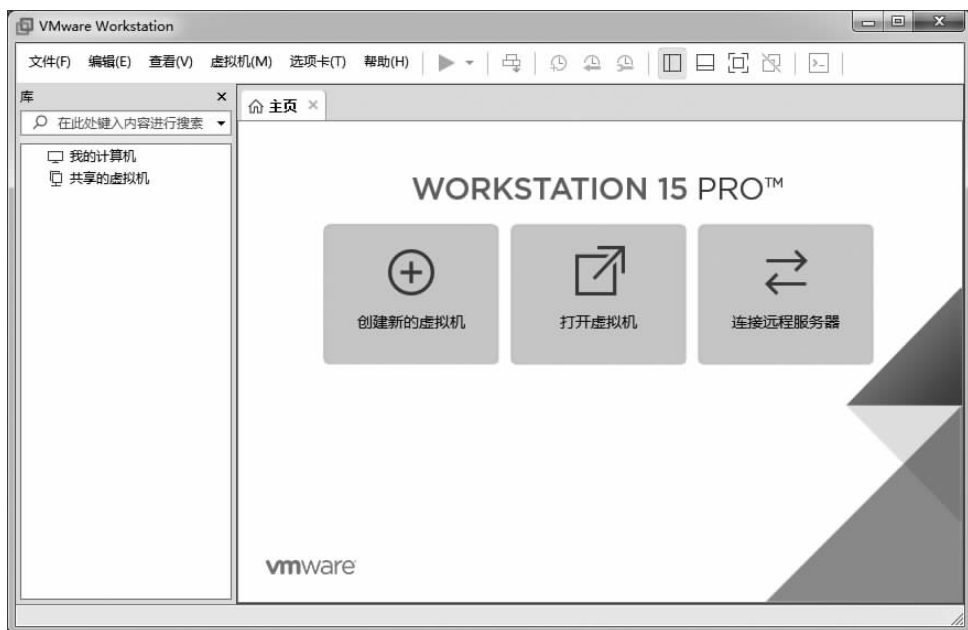 VMware Workstation
文件(F) 编辑(E) 查看(V) 虚拟机(M) 选项卡(T) 帮助(H)
库
在此处键入内容进行搜索
我的计算机
共享的虚拟机
主页
WORKSTATION 15 PRO™
创建新的虚拟机 打开虚拟机 连接远程服务器
vmware